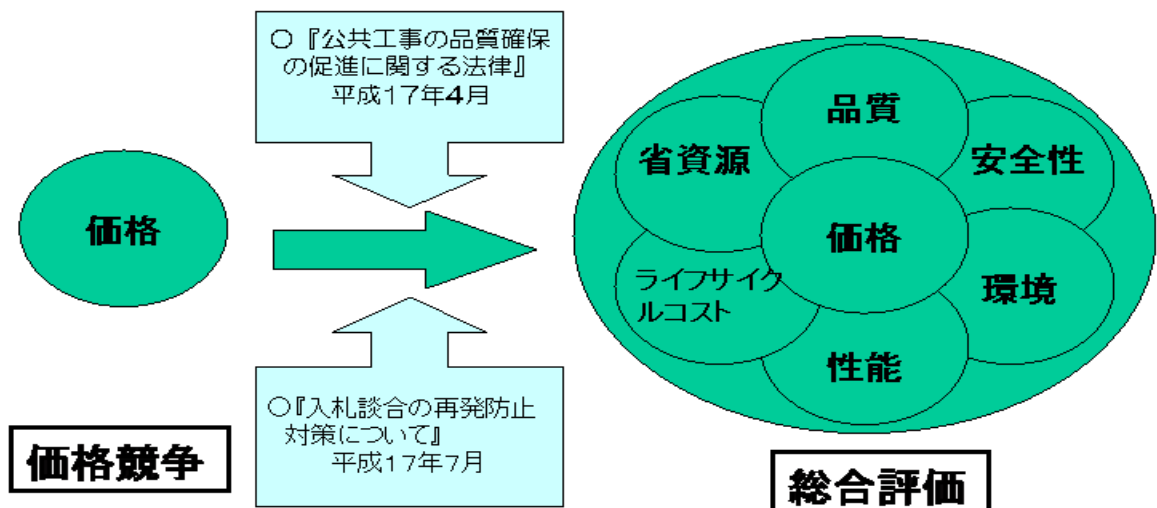 価格
価格競争
○『公共工事の品質確保
の促進に関する法律』
平成17年4月
○『入札談合の再発防止
対策について』
平成17年7月
品質
省資源
安全性
価格
ライフサイク
ルコスト
環境
性能
総合評価